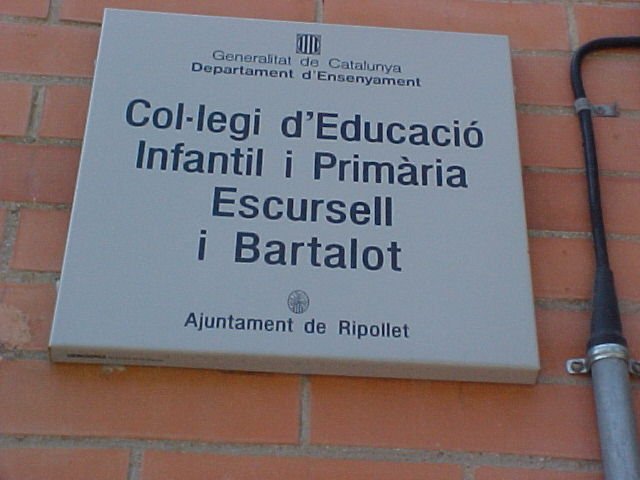 Generalitat de Catalunya
Departament d'Ensenyament
Col·legi d'Educació
Infantil i Primària
Escursell
i Bartalot
Ajuntament de Ripollet